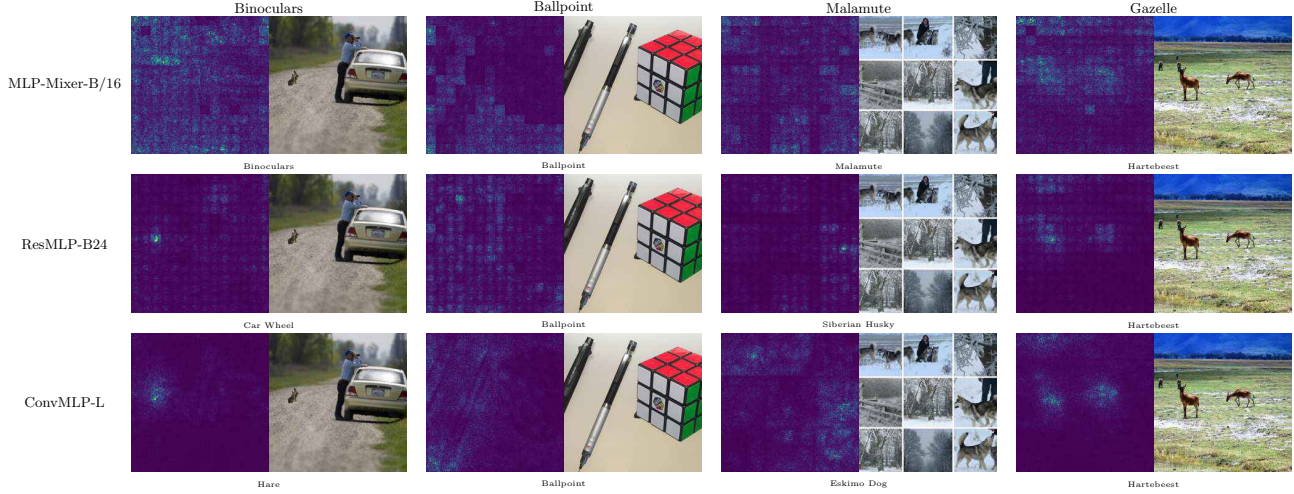 Binoculars Ballpoint Malamute Gazelle
MLP-Mixer-B/16
Binoculars Ballpoint Malamute Hartebeest
ResMLP-B24
Car Wheel Ballpoint Siberian Husky Hartebeest
ConvMLP-L
Hare Ballpoint Eskimo Dog Hartebeest